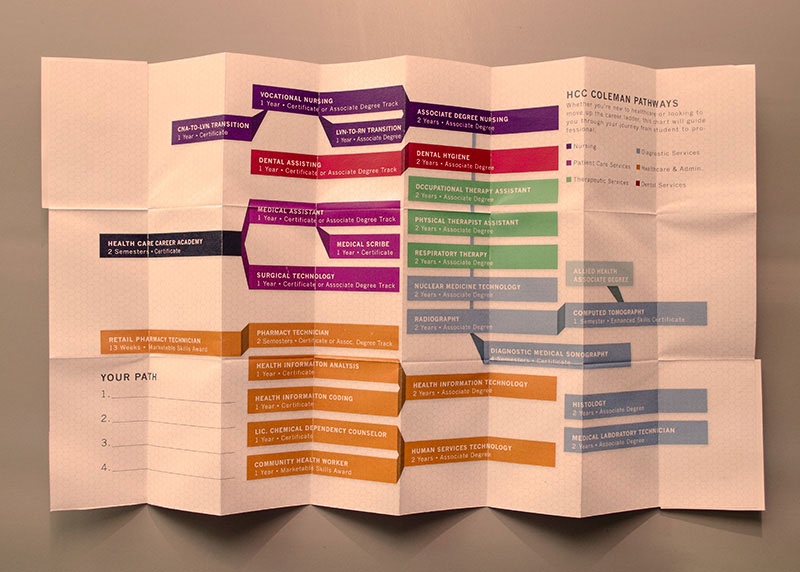 HCC COLEMAN PATHWAYS
Whether you're new to healthcare or looking to
move up the career ladder, this chart will guide
you through your journey from student to pro-
fessional.
Nursing
Diagnostic Services
Patient Care Services
Healthcare & Admin.
Therapeutic Services
Dental Services
VOCATIONAL NURSING
1 Year • Certificate or Associate Degree Track
CNA-TO-LVN TRANSITION
1 Year • Certificate
LVN-TO-RN TRANSITION
1 Year • Associate Degree
ASSOCIATE DEGREE NURSING
2 Years • Associate Degree
DENTAL ASSISTING
1 Year • Certificate or Associate Degree Track
DENTAL HYGIENE
2 Years • Associate Degree
OCCUPATIONAL THERAPY ASSISTANT
2 Years • Associate Degree
MEDICAL ASSISTANT
1 Year • Certificate or Associate Degree Track
PHYSICAL THERAPIST ASSISTANT
2 Years • Associate Degree
HEALTH CARE CAREER ACADEMY
2 Semesters • Certificate
MEDICAL SCRIBE
1 Year • Certificate
RESPIRATORY THERAPY
2 Years • Associate Degree
SURGICAL TECHNOLOGY
1 Year • Certificate or Associate Degree Track
NUCLEAR MEDICINE TECHNOLOGY
2 Years • Associate Degree
ALLIED HEALTH
ASSOCIATE DEGREE
RADIOGRAPHY
2 Years • Associate Degree
COMPUTED TOMOGRAPHY
1 Semester • Enhanced Skills Certificate
RETAIL PHARMACY TECHNICIAN
13 Weeks • Marketable Skills Award
PHARMACY TECHNICIAN
2 Semesters • Certificate or Assoc. Degree Track
DIAGNOSTIC MEDICAL SONOGRAPHY
4 Semesters • Certificate
HEALTH INFORMAITON ANALYSIS
1 Year • Certificate
HEALTH INFORMATION TECHNOLOGY
2 Years • Associate Degree
HEALTH INFORMAITON CODING
1 Year • Certificate
HISTOLOGY
2 Years • Associate Degree
LIC. CHEMICAL DEPENDENCY COUNSELOR
1 Year • Certificate
MEDICAL LABORATORY TECHNICIAN
2 Years • Associate Degree
HUMAN SERVICES TECHNOLOGY
2 Years • Associate Degree
COMMUNITY HEALTH WORKER
1 Year • Marketable Skills Award
YOUR PATH
1.
2.
3.
4.